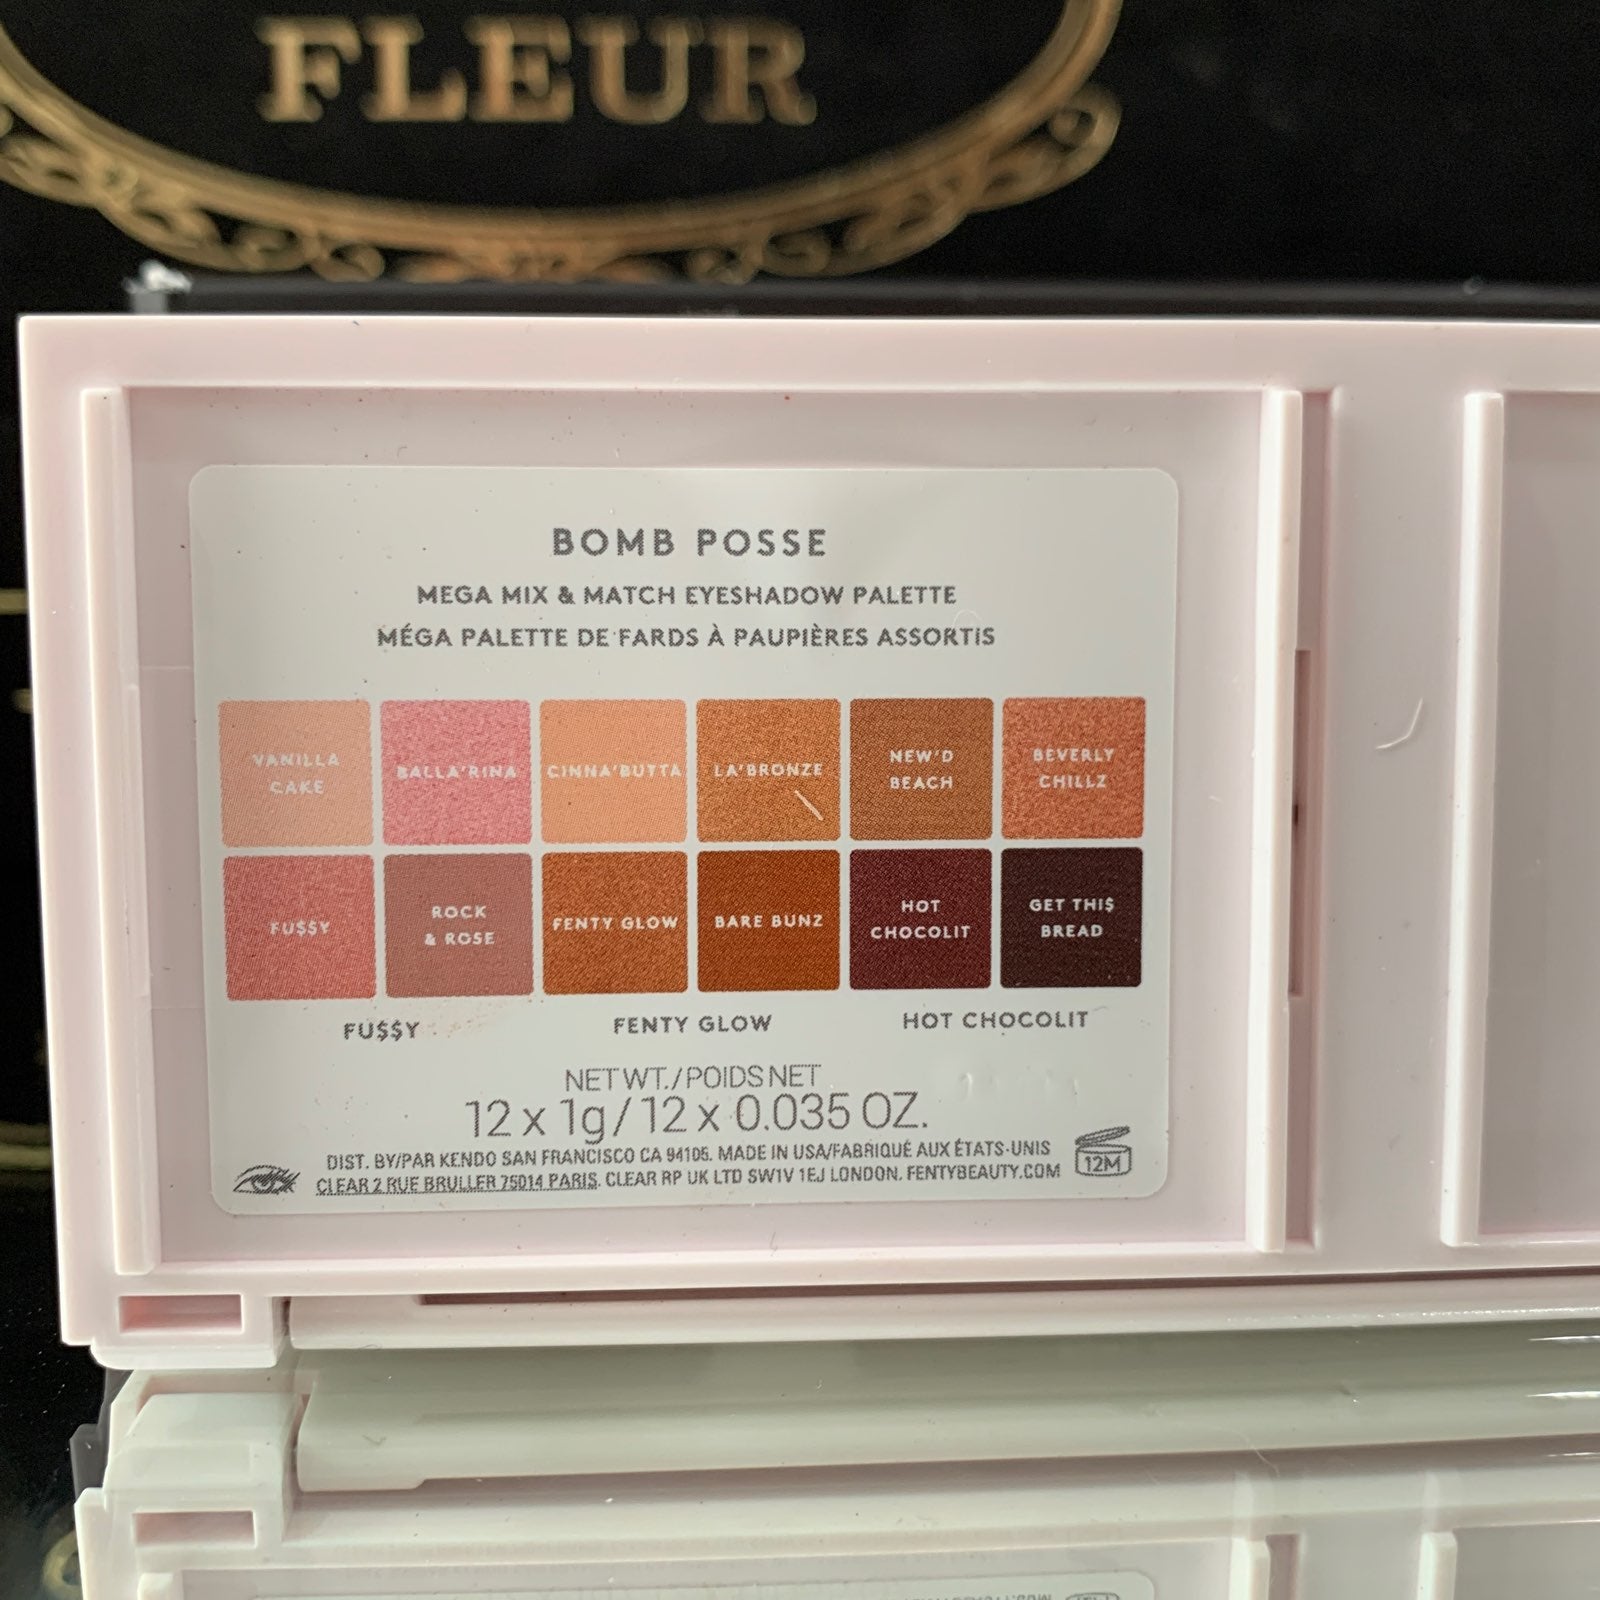 FLEUR
BOMB POSSE
MEGA MIX & MATCH EYESHADOW PALETTE
MÉGA PALETTE DE FARDS À PAUPIÈRES ASSORTIS
VANILLA
CAKE
BALLA'RINA
CINNA'BUTTA
LA'BRONZE
NEW'D
BEACH
BEVERLY
CHILLZ
FU$$Y
ROCK
& ROSE
FENTY GLOW
BARE BUNZ
HOT
CHOCOLIT
GET THI$
BREAD
FU$$Y
FENTY GLOW
HOT CHOCOLIT
NET WT./POIDS NET
12 x 1g/12 x 0.035 OZ.
DIST. BY/PAR KENDO SAN FRANCISCO CA 94105. MADE IN USA/FABRIQUÉ AUX ÉTATS-UNIS
CLEAR 2 RUE BRULLER 75014 PARIS. CLEAR RP UK LTD SW1V 1EJ LONDON. FENTYBEAUTY.COM
12M